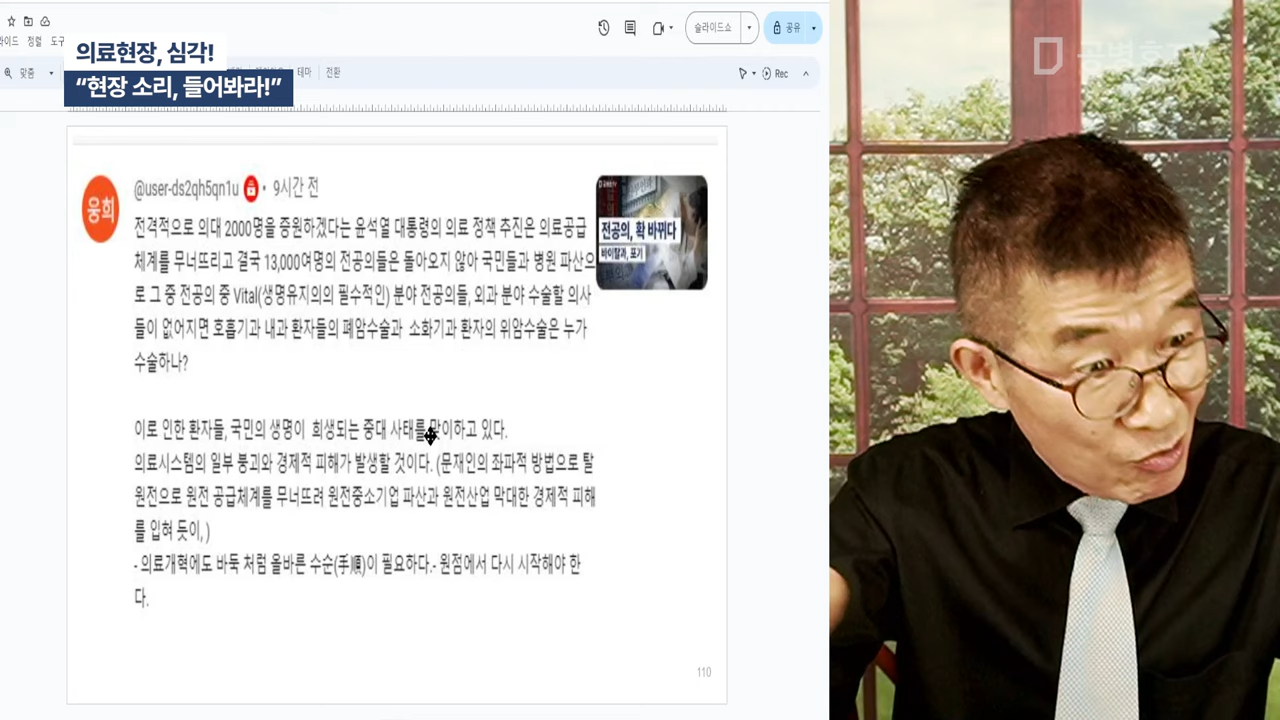 의료현장, 심각!
“현장 소리, 들어봐라!”
정렬
도구
슬라이드쇼
공유
맞춤
테마
전환
Rec
공병호TV
웅희
@user-ds2qh5qn1u • 9시간 전
전격적으로 의대 2000명을 증원하겠다는 윤석열 대통령의 의료 정책 추진은 의료공급
체계를 무너뜨리고 결국 13,000여명의 전공의들은 돌아오지 않아 국민들과 병원 파산으
로 그 중 전공의 중 Vital(생명유지의의 필수적인) 분야 전공의들, 외과 분야 수술할 의사
들이 없어지면 호흡기과 내과 환자들의 폐암수술과 소화기과 환자의 위암수술은 누가
수술하나?
전공의, 확 바뀌다
바이탈과, 포기
이로 인한 환자들, 국민의 생명이 희생되는 중대 사태를 맞이하고 있다.
의료시스템의 일부 붕괴와 경제적 피해가 발생할 것이다. (문재인의 좌파적 방법으로 탈
원전으로 원전 공급체계를 무너뜨려 원전중소기업 파산과 원전산업 막대한 경제적 피해
를 입혀 듯이,)
- 의료개혁에도 바둑 처럼 올바른 수순(手順)이 필요하다.- 원점에서 다시 시작해야 한
다.
110